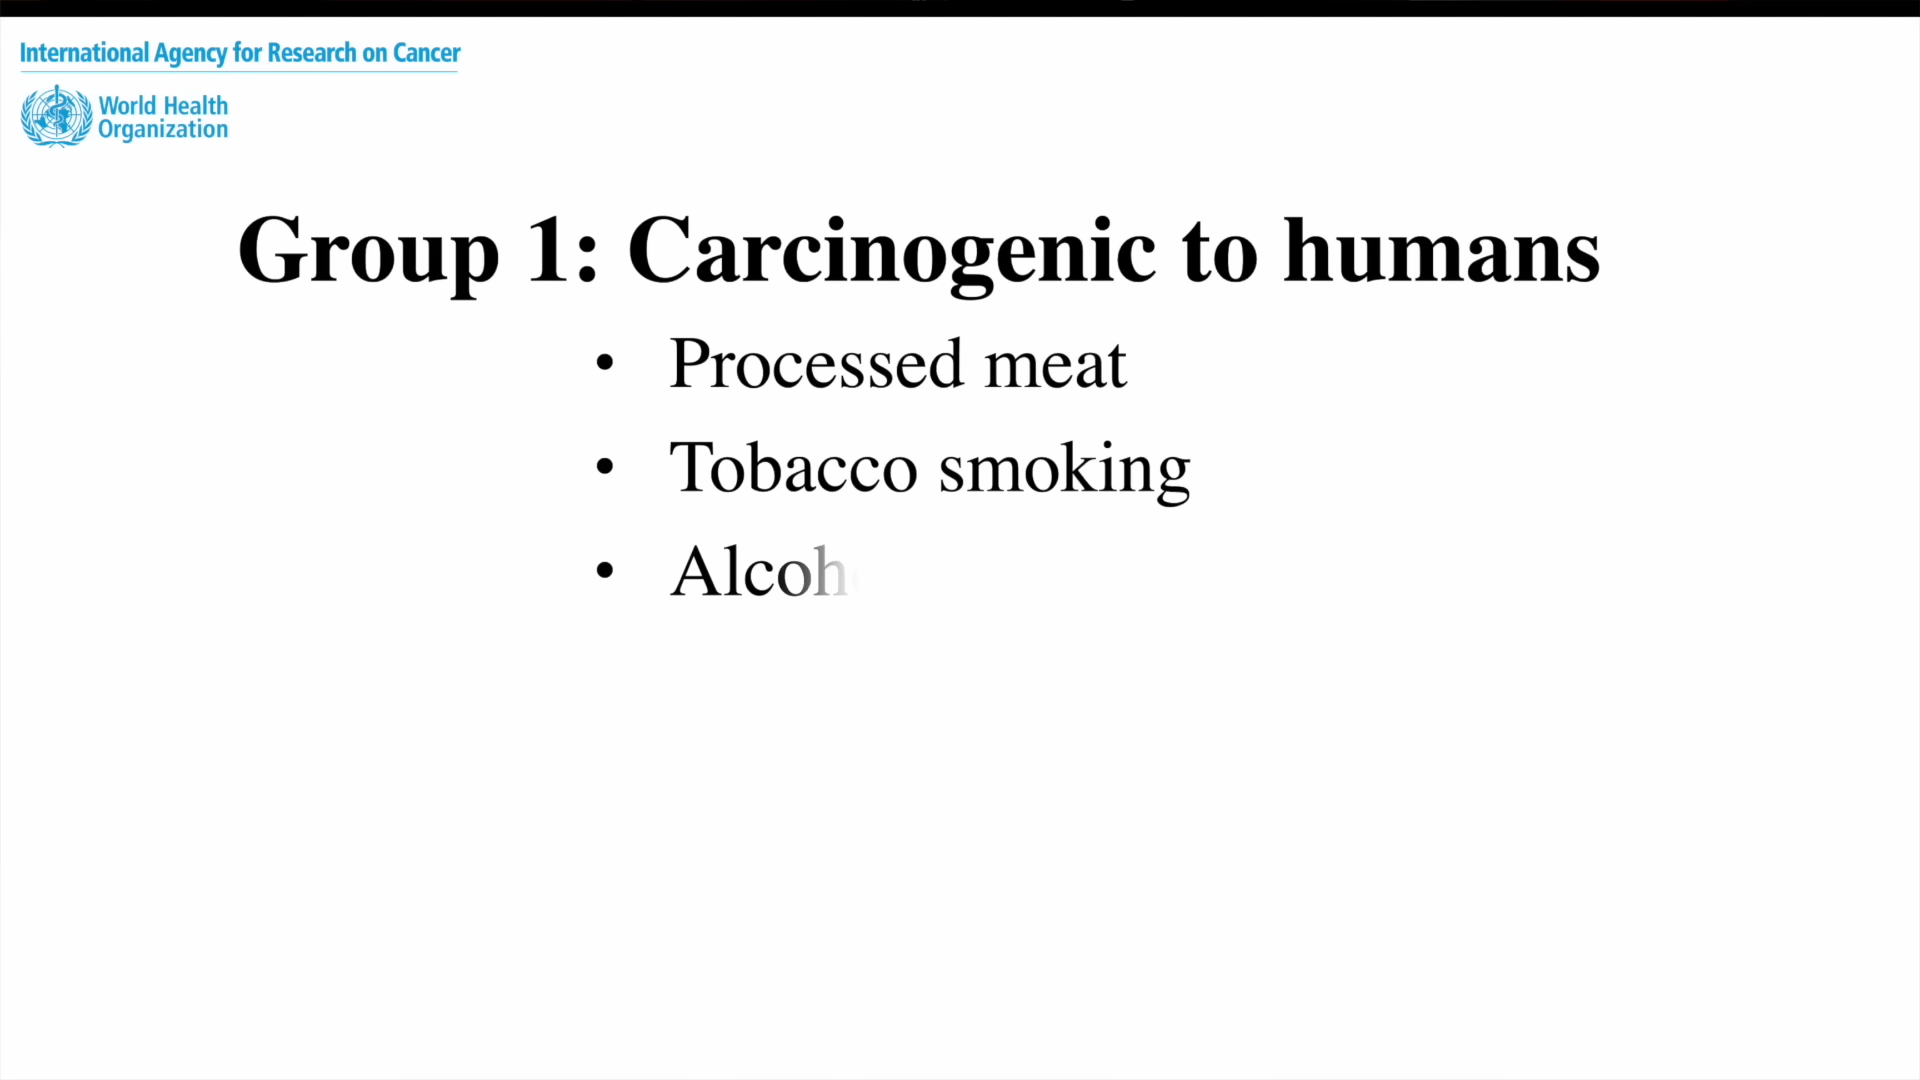 International Agency for Research on Cancer
World Health
Organization
Group 1: Carcinogenic to humans
• Processed meat
• Tobacco smoking
• Alcoh